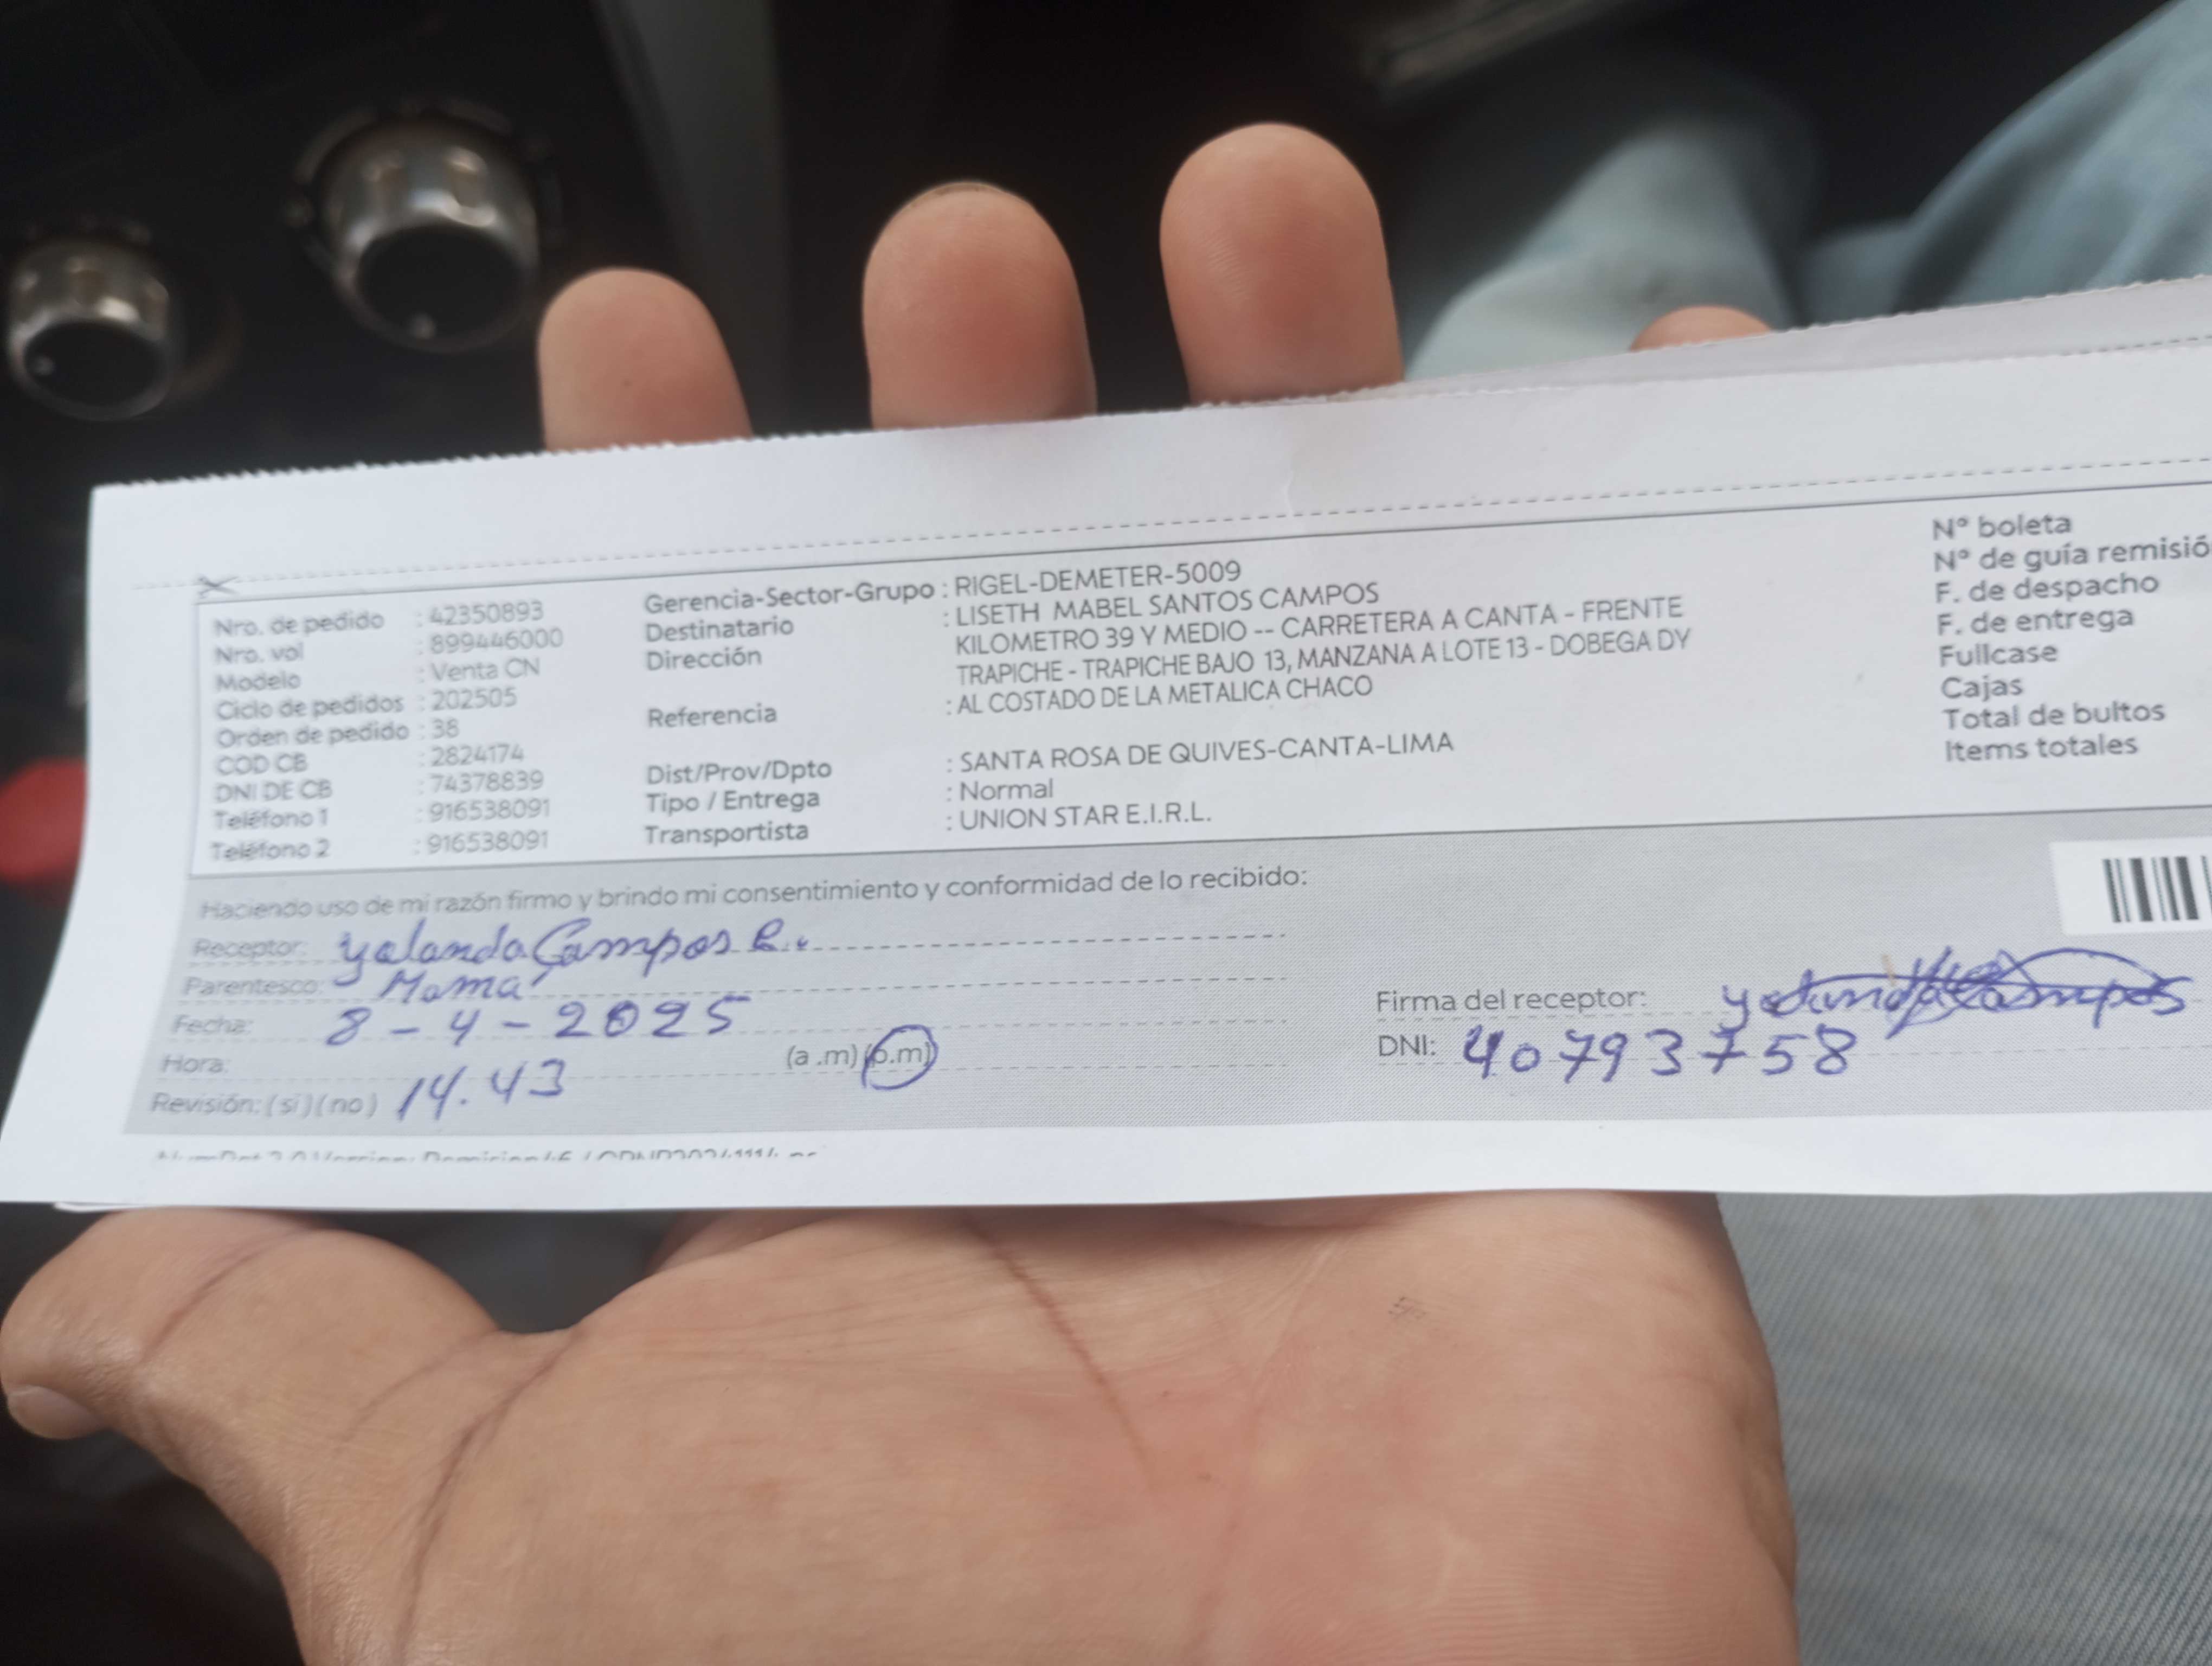 Nro. de pedido : 42350893
Nro. vol : 899446000
Modelo : Venta CN
Ciclo de pedidos : 202505
Orden de pedido : 38
COD CB : 2824174
DNI DE CB : 74378839
Teléfono 1 : 916538091
Teléfono 2 : 916538091
Gerencia-Sector-Grupo : RIGEL-DEMETER-5009
Destinatario : LISETH MABEL SANTOS CAMPOS
Dirección KILOMETRO 39 Y MEDIO -- CARRETERA A CANTA - FRENTE
TRAPICHE - TRAPICHE BAJO 13, MANZANA A LOTE 13 - DOBEGA DY
Referencia : AL COSTADO DE LA METALICA CHACO
Dist/Prov/Dpto : SANTA ROSA DE QUIVES-CANTA-LIMA
Tipo / Entrega : Normal
Transportista : UNION STAR E.I.R.L.
N° boleta
N° de guía remisió
F. de despacho
F. de entrega
Fullcase
Cajas
Total de bultos
Items totales
Haciendo uso de mi razón firmo y brindo mi consentimiento y conformidad de lo recibido:
Receptor: Yolanda Campos
Parentesco: Mamá
Fecha: 8-4-2025
Hora: 14.43 (a .m) (p.m)
Revisión: (si) (no)
Firma del receptor: Yolanda Campos
DNI: 40793758